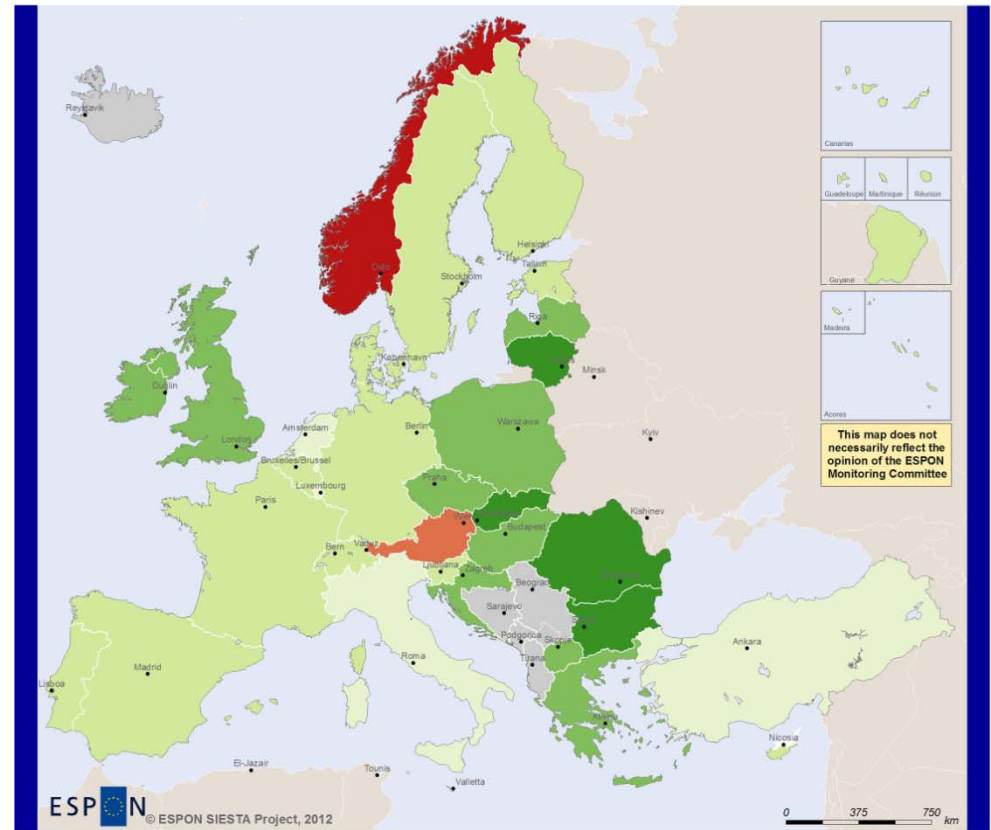 Reykjavik
Canarias
Guadeloupe
Martinique
Réunion
Guyane
Madeira
Acores
This map does not
necessarily reflect the
opinion of the ESPON
Monitoring Committee
Helsinki
Tallinn
Oslo
Stockholm
Riga
København
Minsk
Dublin
Amsterdam
Berlin
Warszawa
London
Kyiv
Bruxelles/Brussel
Praha
Luxembourg
Paris
Kishinev
Budapest
Bern
Vaduz
Ljubljana
Zagreb
Beograd
Sarajevo
Podgorica
Skopje
Ankara
Roma
Tirana
Madrid
Lisboa
Nicosia
El-Jazair
Tounis
Valletta
ESPON
© ESPON SIESTA Project, 2012
0 375 750
km